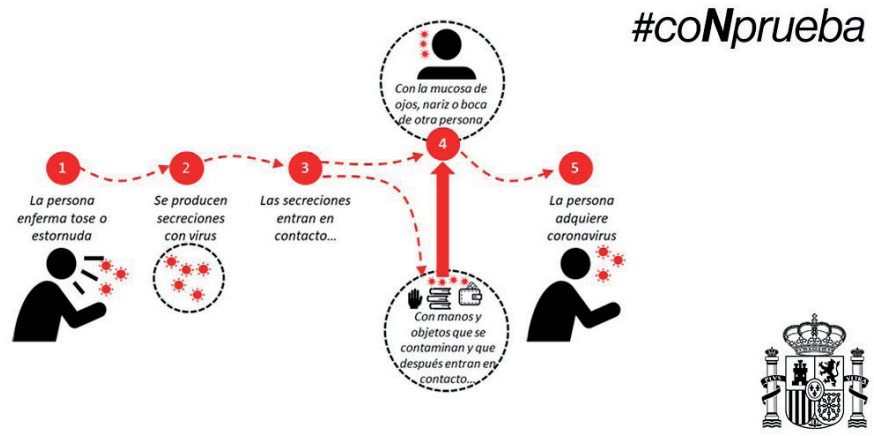 #coNprueba
Con la mucosa de
ojos, nariz o boca
de otra persona
1
2
3
4
5
La persona
enferma tose o
estornuda
Se producen
secreciones
con virus
Las secreciones
entran en
contacto...
La persona
adquiere
coronavirus
Con manos y
objetos que se
contaminan y que
después entran en
contacto...
PLVS
VLTRA